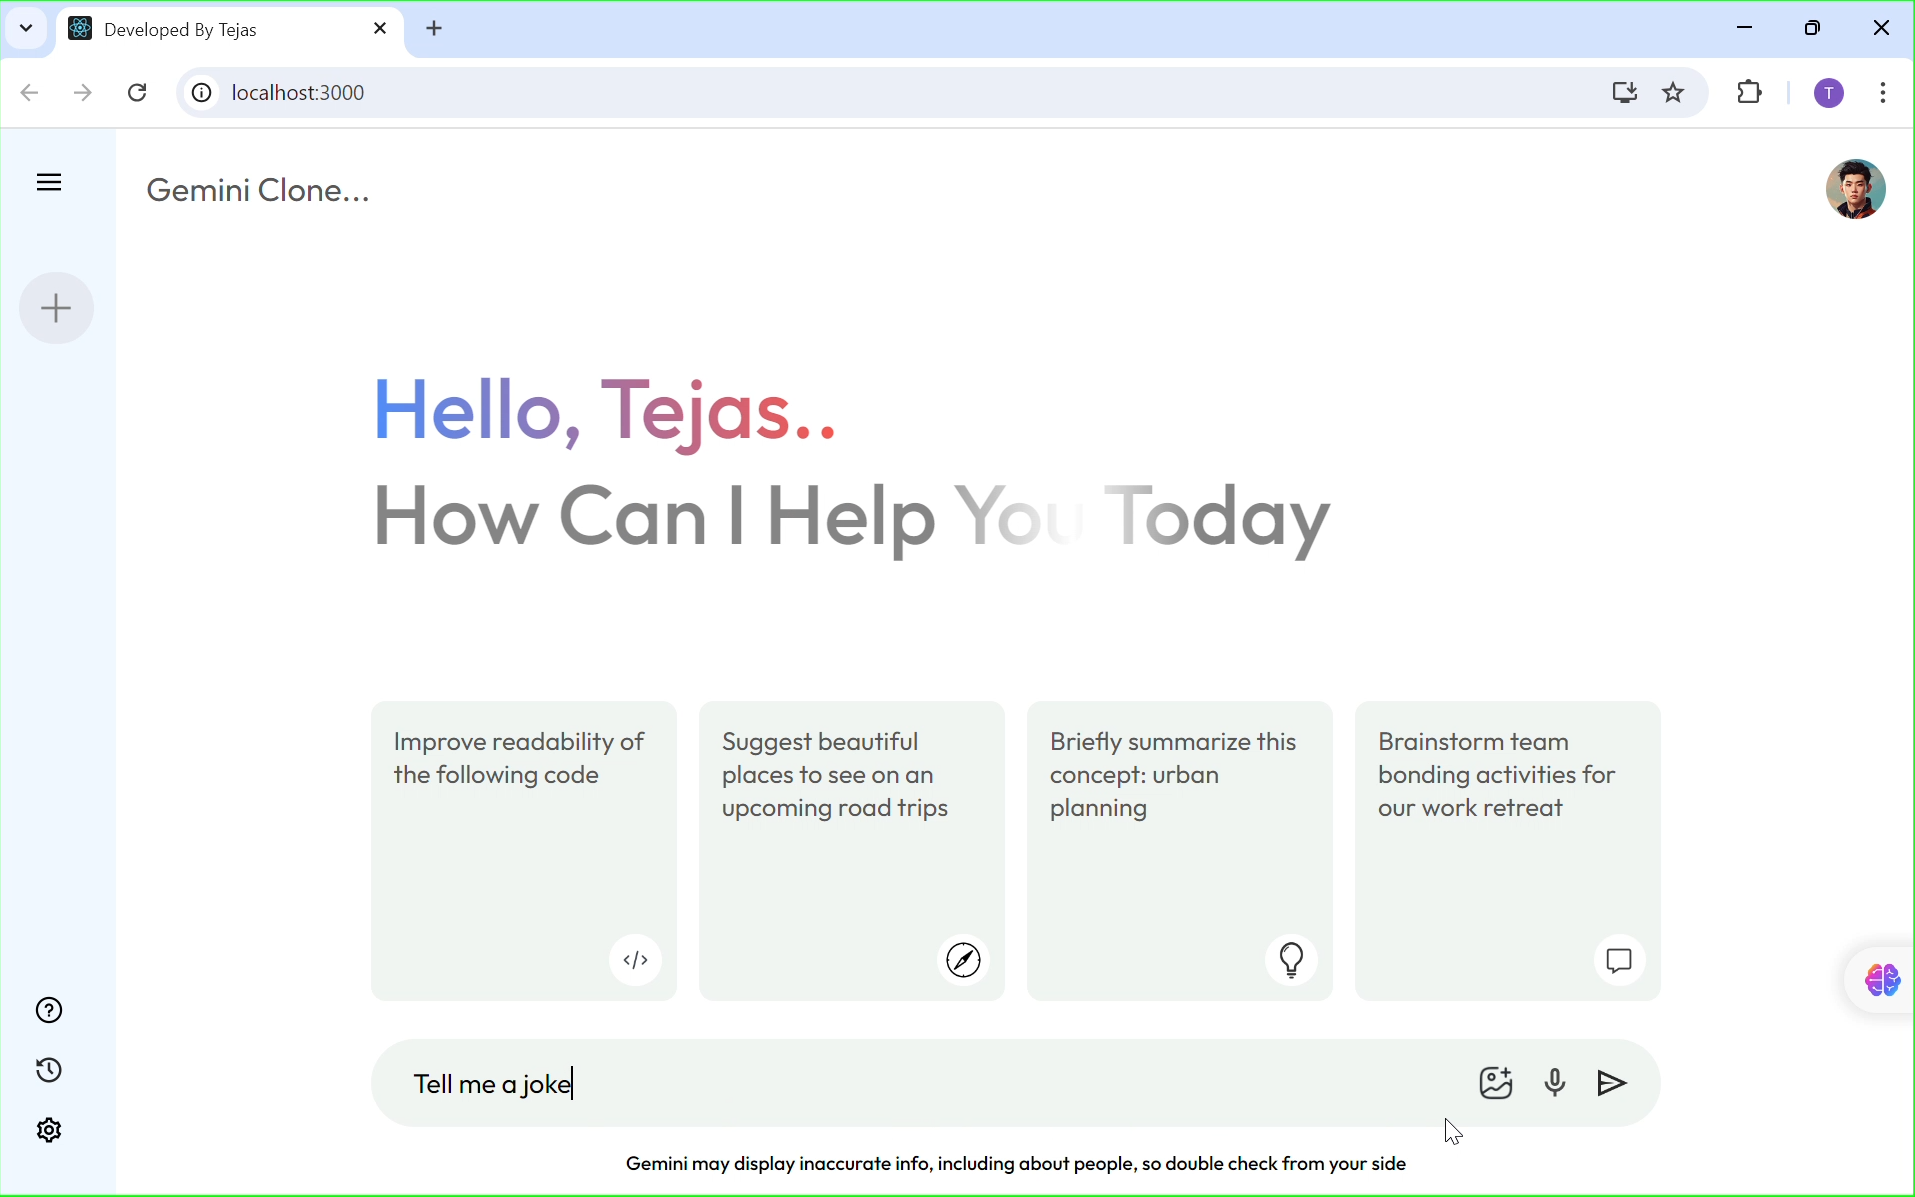 Developed By Tejas
localhost:3000
T
Gemini Clone...
Hello, Tejas..
How Can I Help You Today
Improve readability of
the following code
Suggest beautiful
places to see on an
upcoming road trips
Briefly summarize this
concept: urban
planning
Brainstorm team
bonding activities for
our work retreat
Tell me a joke
Gemini may display inaccurate info, including about people, so double check from your side